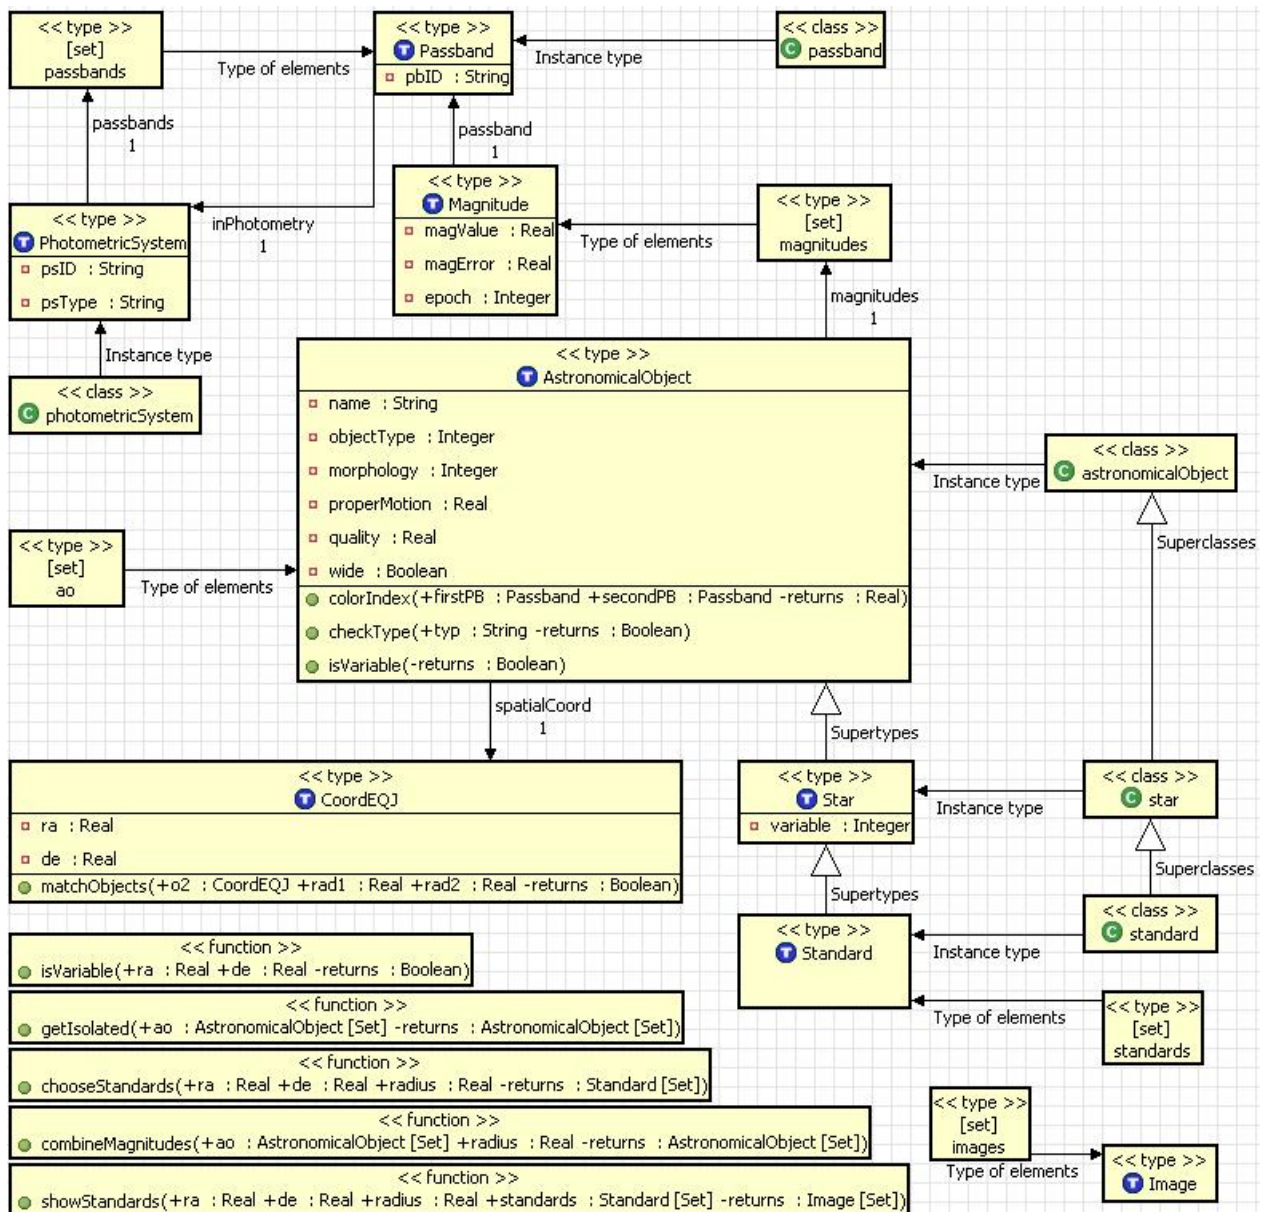 << type >>
[set]
passbands
Type of elements
<< type >>
T Passband
pbID : String
Instance type
<< class >>
C passband
passbands
1
passband
1
inPhotometry
1
<< type >>
T PhotometricSystem
psID : String
psType : String
Instance type
<< class >>
C photometricSystem
<< type >>
T Magnitude
magValue : Real
magError : Real
epoch : Integer
Type of elements
<< type >>
[set]
magnitudes
magnitudes
1
<< type >>
T AstronomicalObject
name : String
objectType : Integer
morphology : Integer
properMotion : Real
quality : Real
wide : Boolean
colorIndex(+firstPB : Passband +secondPB : Passband -returns : Real)
checkType(+typ : String -returns : Boolean)
isVariable(-returns : Boolean)
Instance type
<< class >>
C astronomicalObject
Superclasses
<< type >>
[set]
ao
Type of elements
spatialCoord
1
Supertypes
<< type >>
T CoordEQJ
ra : Real
de : Real
matchObjects(+o2 : CoordEQJ +rad1 : Real +rad2 : Real -returns : Boolean)
<< type >>
T Star
variable : Integer
Instance type
<< class >>
C star
Supertypes
Superclasses
<< type >>
T Standard
Instance type
<< class >>
C standard
Type of elements
<< type >>
[set]
standards
<< function >>
isVariable(+ra : Real +de : Real -returns : Boolean)
<< function >>
getIsolated(+ao : AstronomicalObject [Set] -returns : AstronomicalObject [Set])
<< function >>
chooseStandards(+ra : Real +de : Real +radius : Real -returns : Standard [Set])
<< function >>
combineMagnitudes(+ao : AstronomicalObject [Set] +radius : Real -returns : AstronomicalObject [Set])
<< function >>
showStandards(+ra : Real +de : Real +radius : Real +standards : Standard [Set] -returns : Image [Set])
<< type >>
[set]
images
Type of elements
<< type >>
T Image